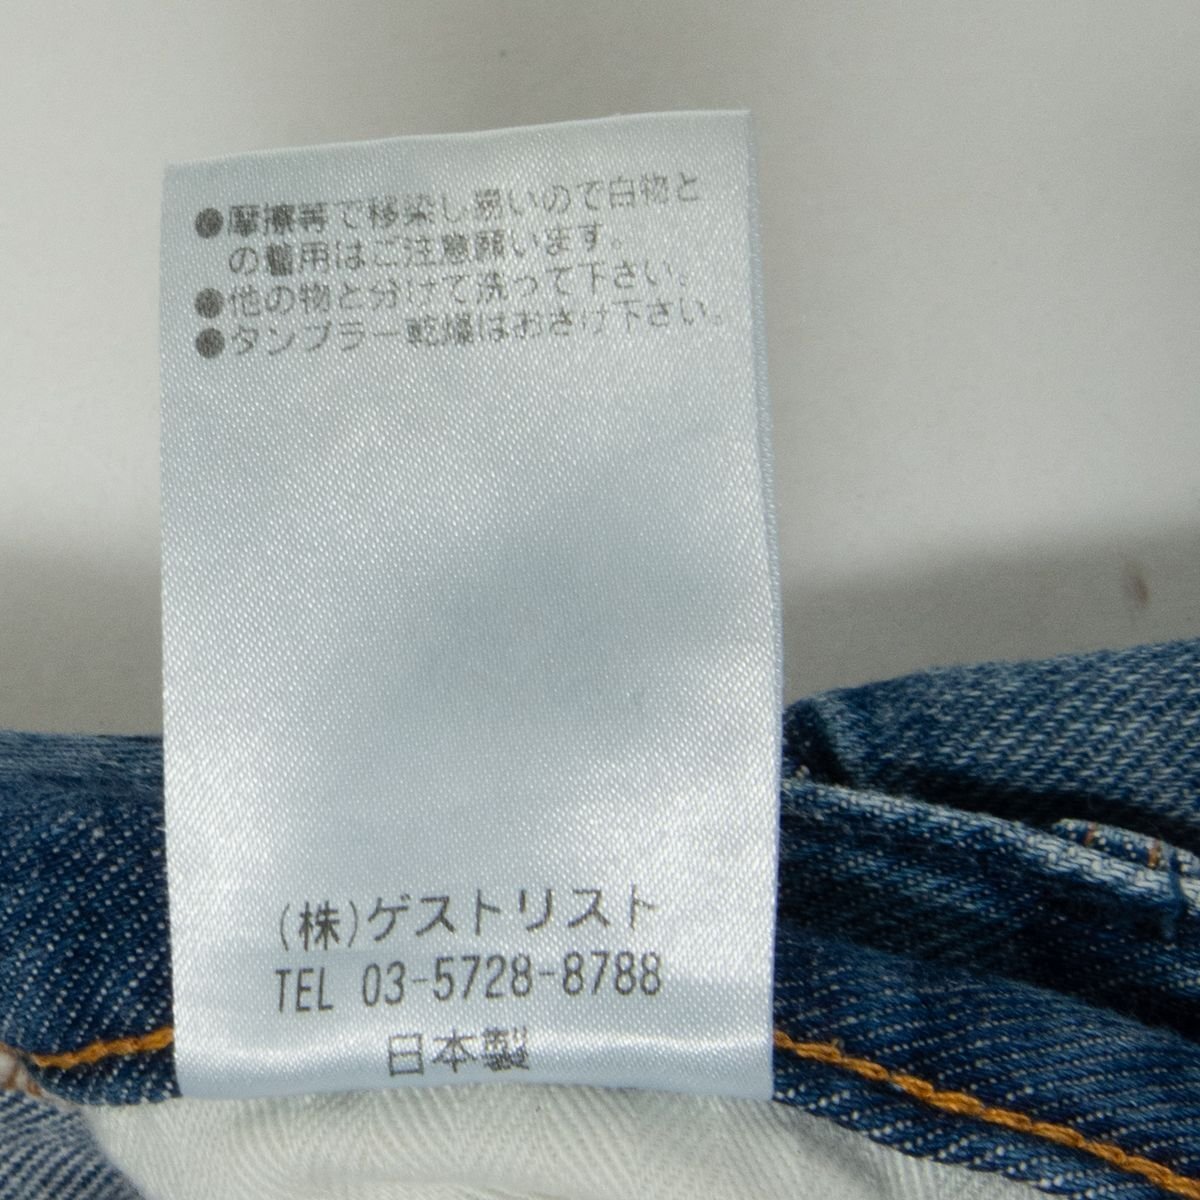 ●摩擦等で移染し易いので白物と
の着用はご注意願います。
●他の物と分けて洗って下さい。
●タンブラー乾燥はおさけ下さい。
(株)ゲストリスト
TEL 03-5728-8788
日本製